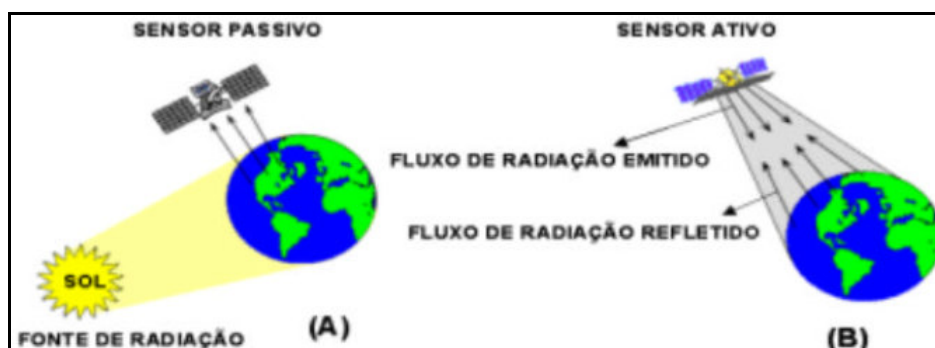 SENSOR PASSIVO
SENSOR ATIVO
FLUXO DE RADIAÇÃO EMITIDO
FLUXO DE RADIAÇÃO REFLETIDO
SOL
FONTE DE RADIAÇÃO
(A)
(B)